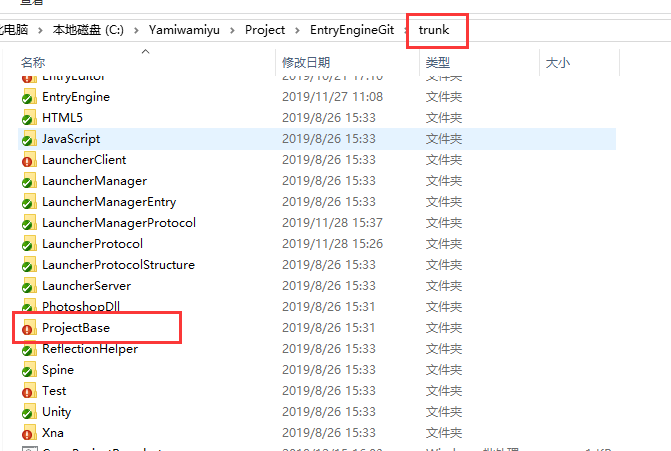 查看
此电脑 › 本地磁盘 (C:) › Yamiwamiyu › Project › EntryEngineGit › trunk
名称 修改日期 类型 大小
EntryEditor 2019/10/21 17:10 文件夹
EntryEngine 2019/11/27 11:08 文件夹
HTML5 2019/8/26 15:33 文件夹
JavaScript 2019/8/26 15:33 文件夹
LauncherClient 2019/8/26 15:33 文件夹
LauncherManager 2019/8/26 15:33 文件夹
LauncherManagerEntry 2019/8/26 15:33 文件夹
LauncherManagerProtocol 2019/11/28 15:37 文件夹
LauncherProtocol 2019/11/28 15:26 文件夹
LauncherProtocolStructure 2019/8/26 15:33 文件夹
LauncherServer 2019/8/26 15:33 文件夹
PhotoshopDll 2019/8/26 15:31 文件夹
ProjectBase 2019/8/26 15:31 文件夹
ReflectionHelper 2019/8/26 15:33 文件夹
Spine 2019/8/26 15:33 文件夹
Test 2019/8/26 15:33 文件夹
Unity 2019/8/26 15:33 文件夹
Xna 2019/8/26 15:33 文件夹